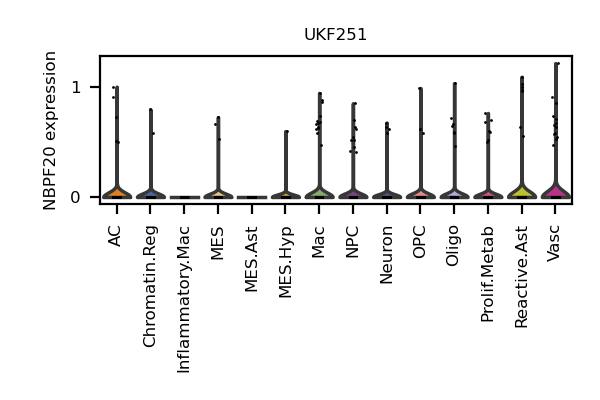 UKF251
NBPF20 expression
1
0
AC
Chromatin.Reg
Inflammatory.Mac
MES
MES.Ast
MES.Hyp
Mac
NPC
Neuron
OPC
Oligo
Prolif.Metab
Reactive.Ast
Vasc